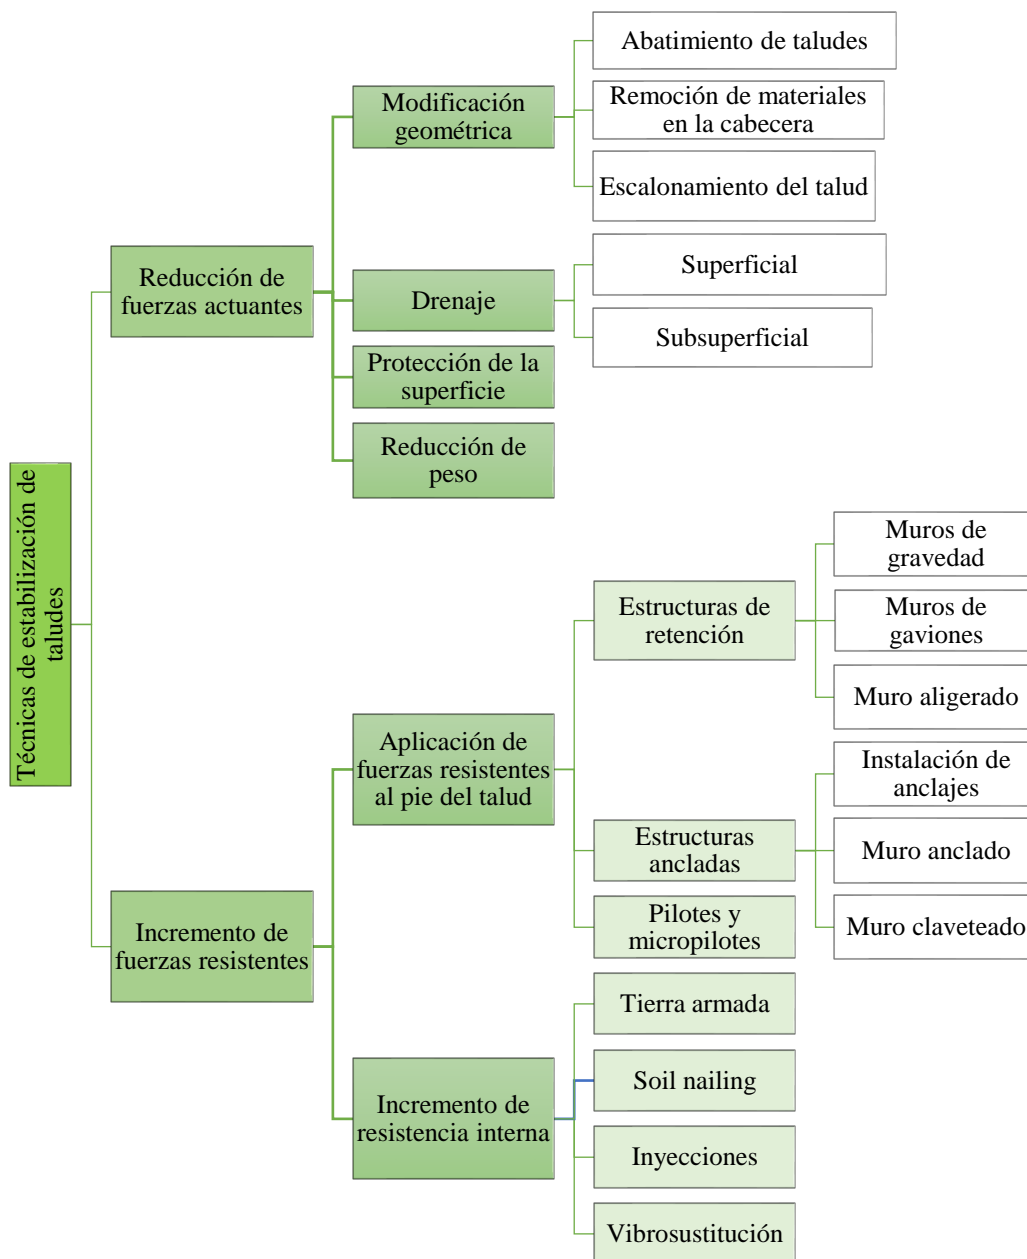 Técnicas de estabilización de
taludes
Reducción de
fuerzas actuantes
Modificación
geométrica
Abatimiento de taludes
Remoción de materiales
en la cabecera
Escalonamiento del talud
Drenaje
Superficial
Subsuperficial
Protección de la
superficie
Reducción de
peso
Incremento de
fuerzas resistentes
Aplicación de
fuerzas resistentes
al pie del talud
Estructuras de
retención
Muros de
gravedad
Muros de
gaviones
Muro aligerado
Estructuras
ancladas
Instalación de
anclajes
Muro anclado
Muro claveteado
Pilotes y
micropilotes
Incremento de
resistencia interna
Tierra armada
Soil nailing
Inyecciones
Vibrosustitución